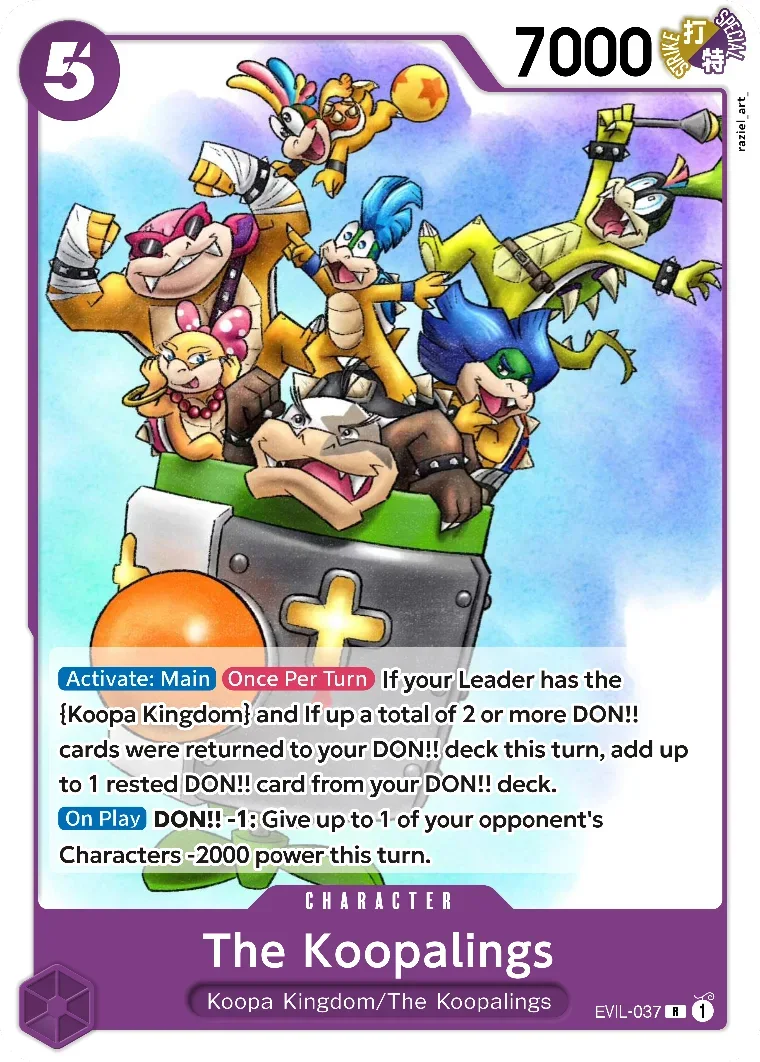 5
7000
STRIKE 打 特 SPECIAL
raziel_art_
Activate: Main Once Per Turn If your Leader has the
{Koopa Kingdom} and If up a total of 2 or more DON!!
cards were returned to your DON!! deck this turn, add up
to 1 rested DON!! card from your DON!! deck.
On Play DON!! -1: Give up to 1 of your opponent's
Characters -2000 power this turn.
CHARACTER
The Koopalings
Koopa Kingdom/The Koopalings
EVIL-037 R 1